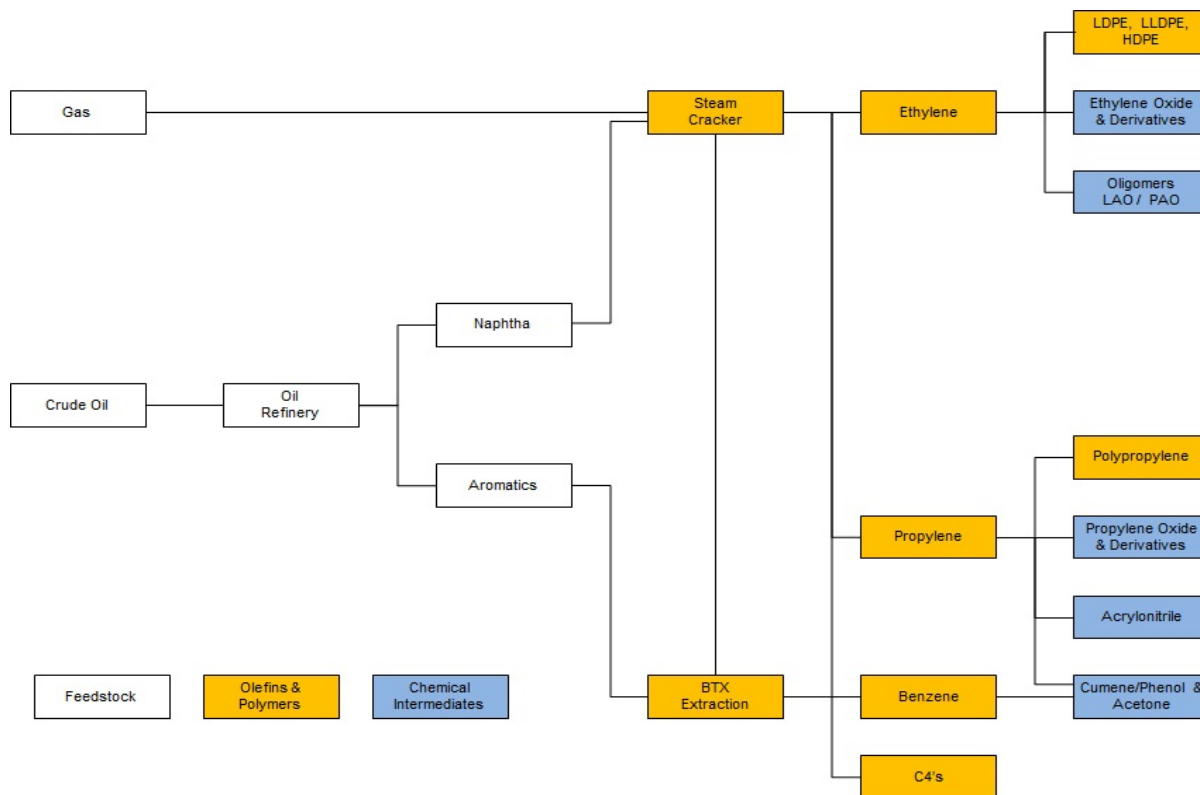 LDPE, LLDPE,
HDPE
Gas
Steam
Cracker
Ethylene
Ethylene Oxide
& Derivatives
Oligomers
LAO / PAO
Naphtha
Crude Oil
Oil
Refinery
Aromatics
Polypropylene
Propylene
Propylene Oxide
& Derivatives
Acrylonitrile
Feedstock
Olefins &
Polymers
Chemical
Intermediates
BTX
Extraction
Benzene
Cumene/Phenol &
Acetone
C4's